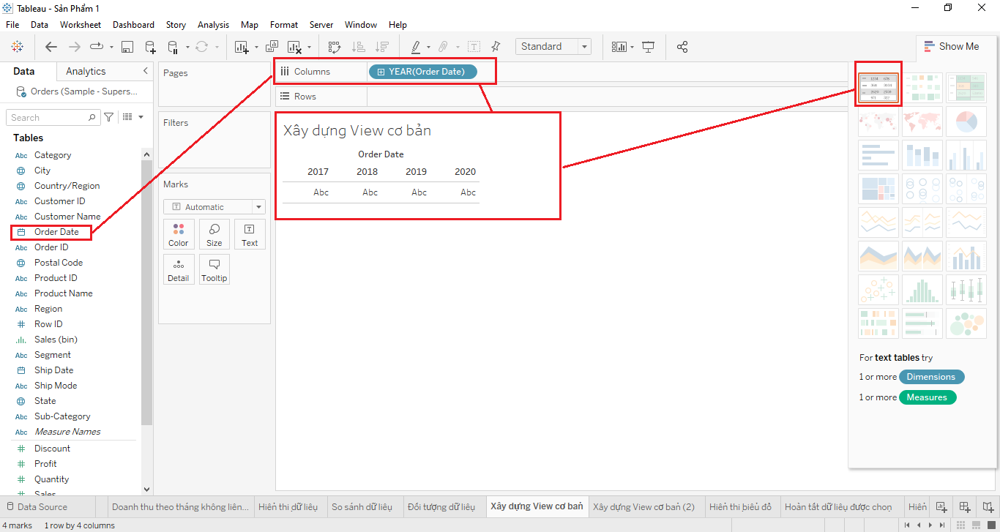 Tableau - Sản Phẩm 1
File Data Worksheet Dashboard Story Analysis Map Format Server Window Help
Standard
Show Me
Data Analytics
Orders (Sample - Supers...
Search
Tables
Abc Category
City
Country/Region
Abc Customer ID
Abc Customer Name
Order Date
Abc Order ID
Postal Code
Abc Product ID
Abc Product Name
Abc Region
# Row ID
Sales (bin)
Abc Segment
Ship Date
Abc Ship Mode
State
Abc Sub-Category
Abc Measure Names
# Discount
# Profit
# Quantity
# Sales
Pages
Filters
Marks
Automatic
Color Size Text
Detail Tooltip
Columns YEAR(Order Date)
Rows
Xây dựng View cơ bản
Order Date
2017 2018 2019 2020
Abc Abc Abc Abc
For text tables try
1 or more Dimensions
1 or more Measures
Data Source Doanh thu theo tháng không liên... Hiển thị dữ liệu So sánh dữ liệu Đối tượng dữ liệu Xây dựng View cơ bản Xây dựng View cơ bản (2) Hiển thị biểu đồ Hoàn tất dữ liệu được chọn Hiển
4 marks 1 row by 4 columns